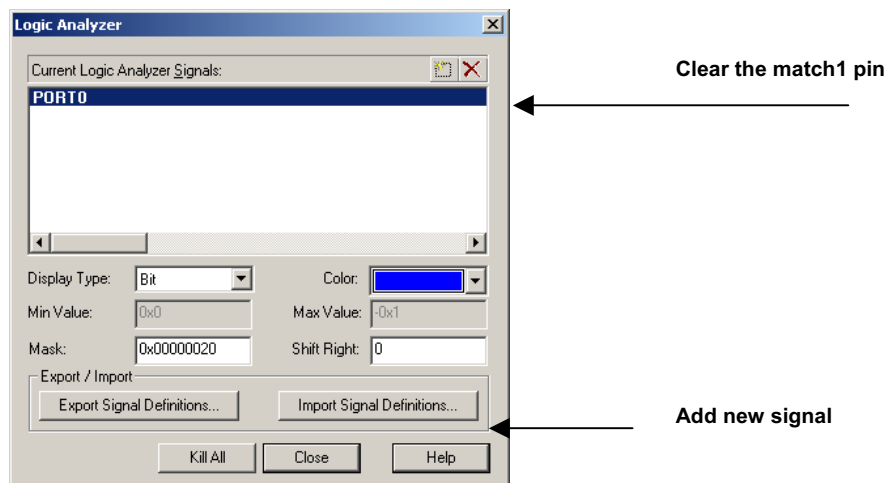 Logic Analyzer
Current Logic Analyzer Signals:
Clear the match1 pin
PORT0
Display Type: Bit Color:
Min Value: 0x0 Max Value: -0x1
Mask: 0x00000020 Shift Right: 0
Export / Import
Export Signal Definitions... Import Signal Definitions...
Add new signal
Kill All Close Help